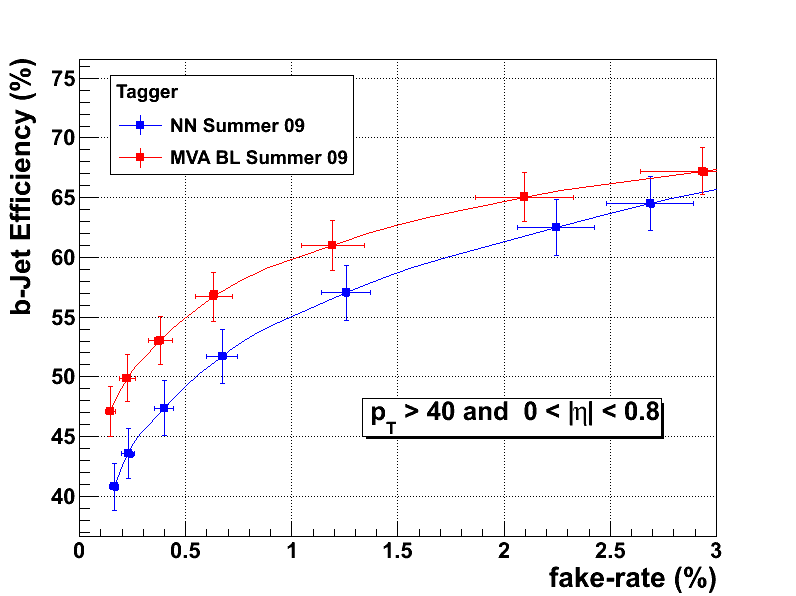 b-Jet Efficiency (%)
75
70
65
60
55
50
45
40
Tagger
NN Summer 09
MVA BL Summer 09
pT > 40 and 0 < |η| < 0.8
0
0.5
1
1.5
2
2.5
3
fake-rate (%)